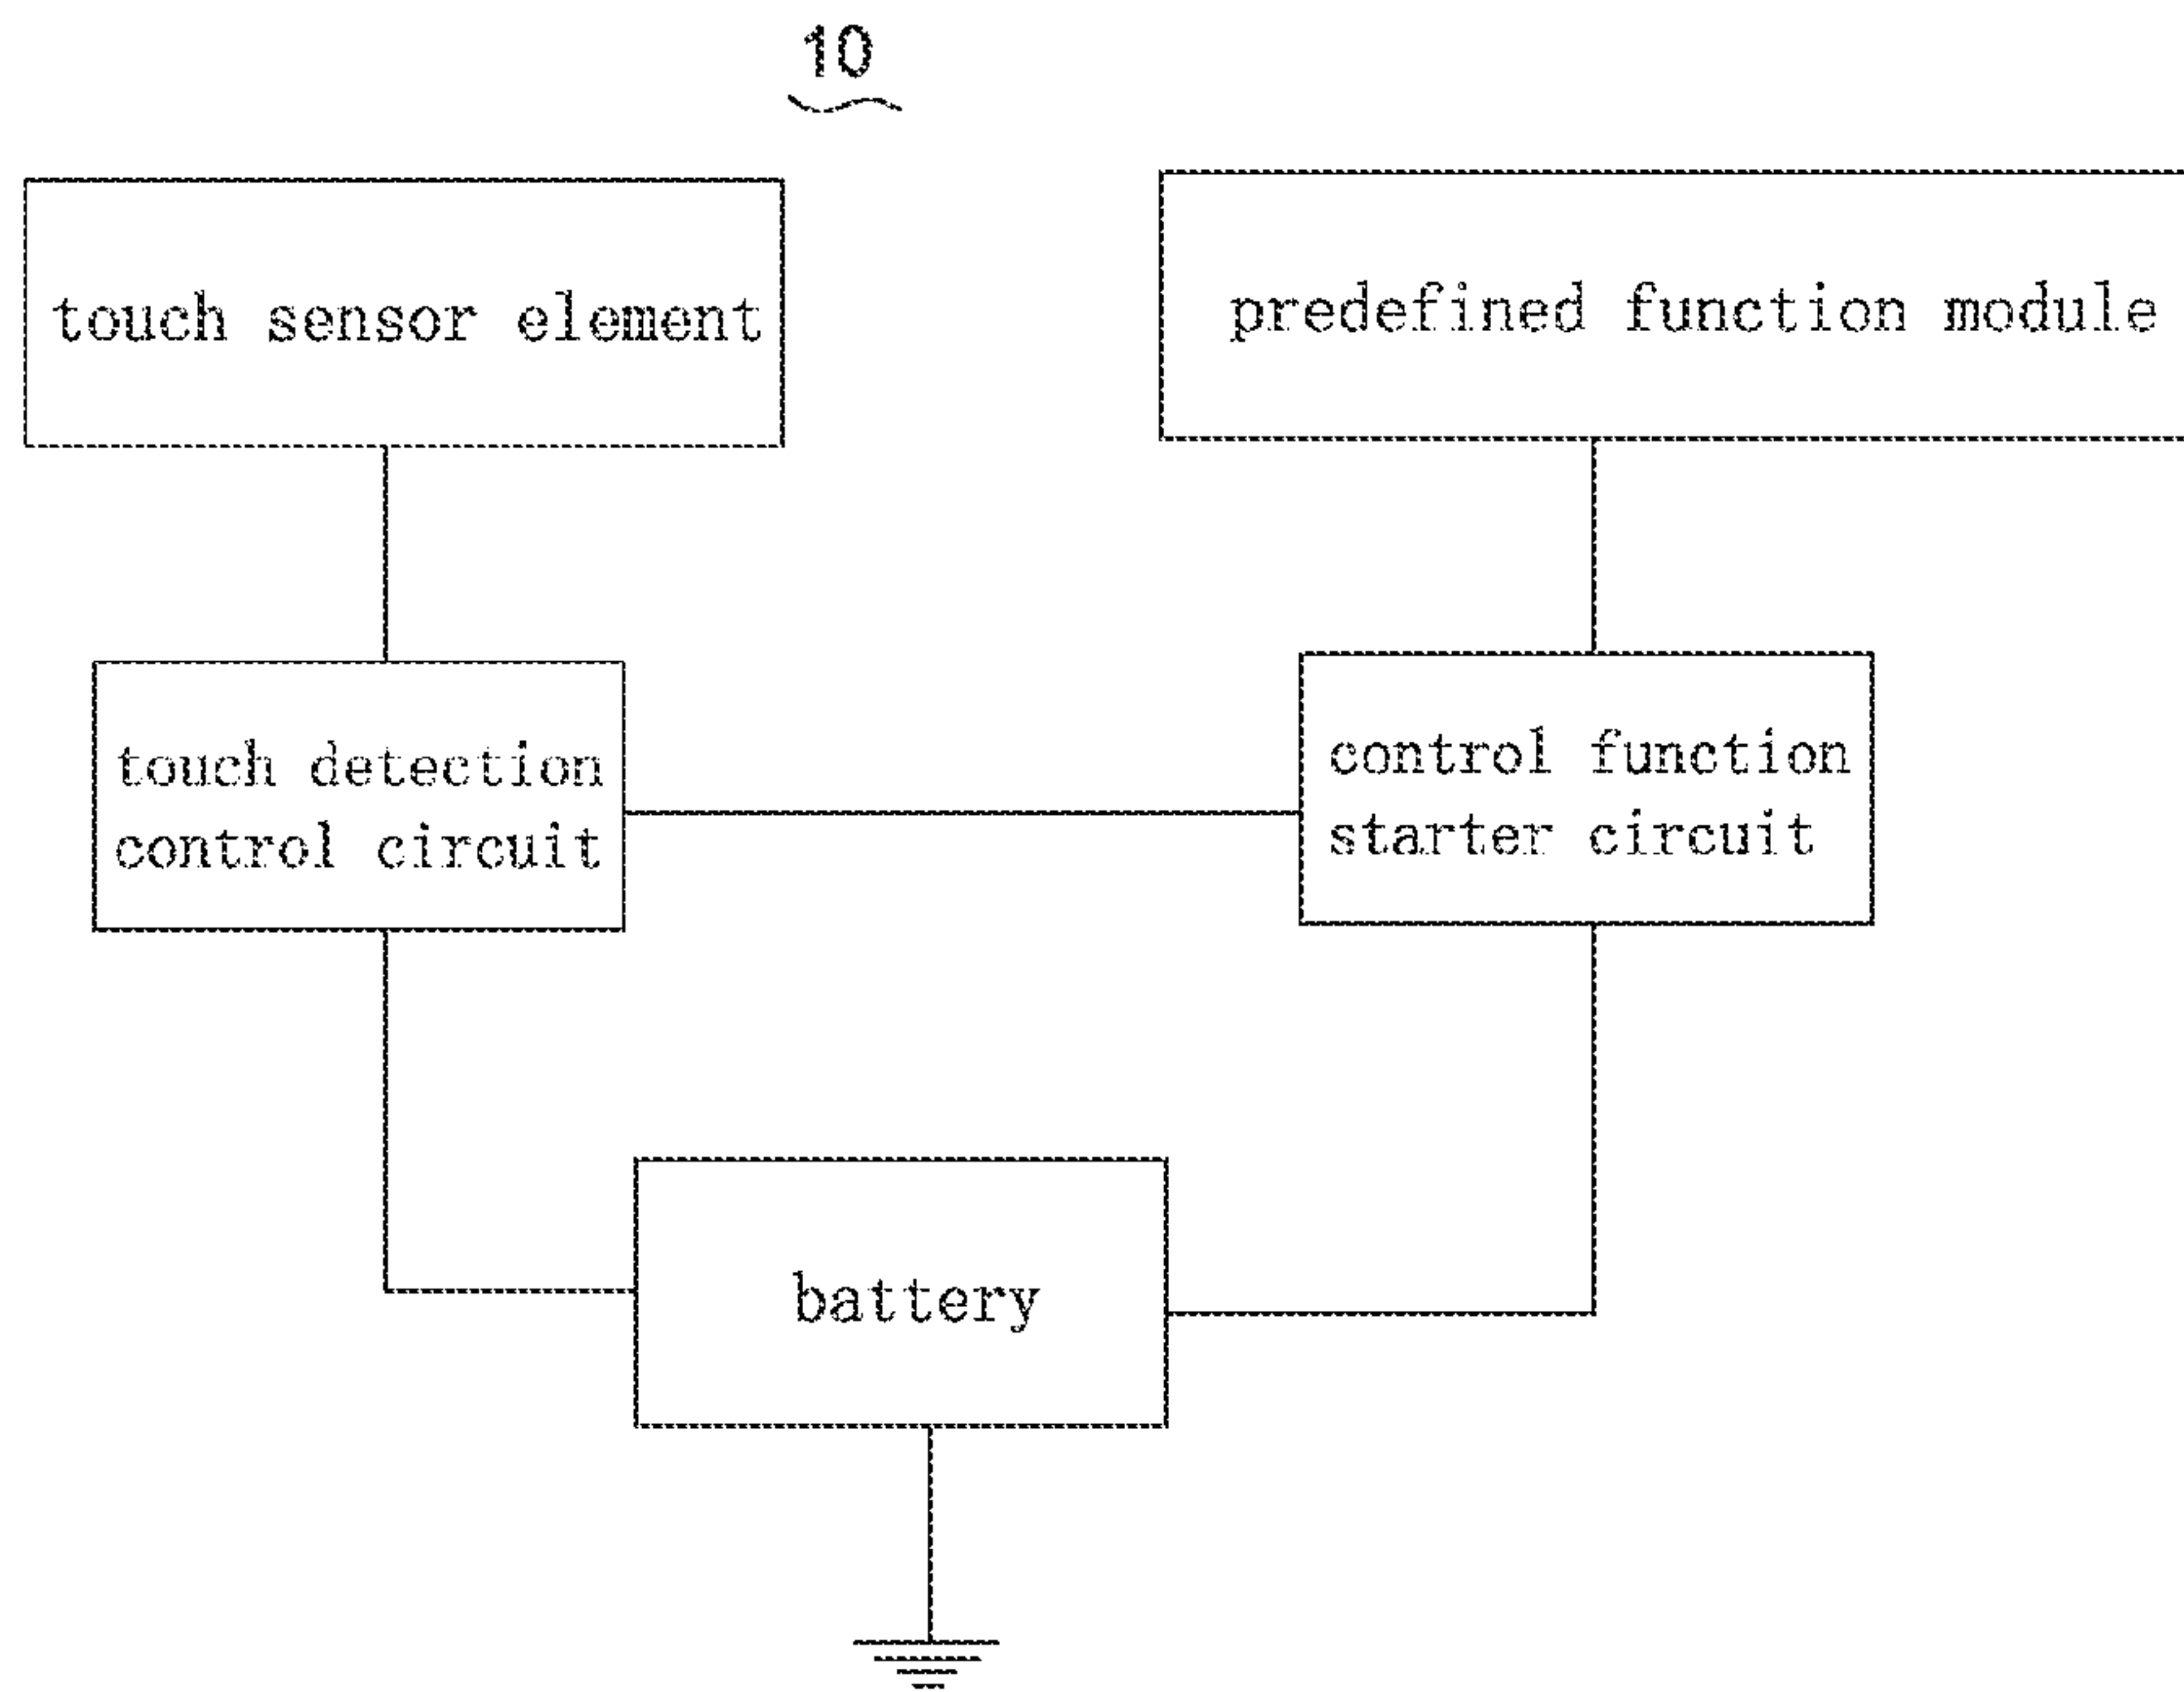 10
touch sensor element
predefined function module
touch detection
control circuit
control function
starter circuit
battery